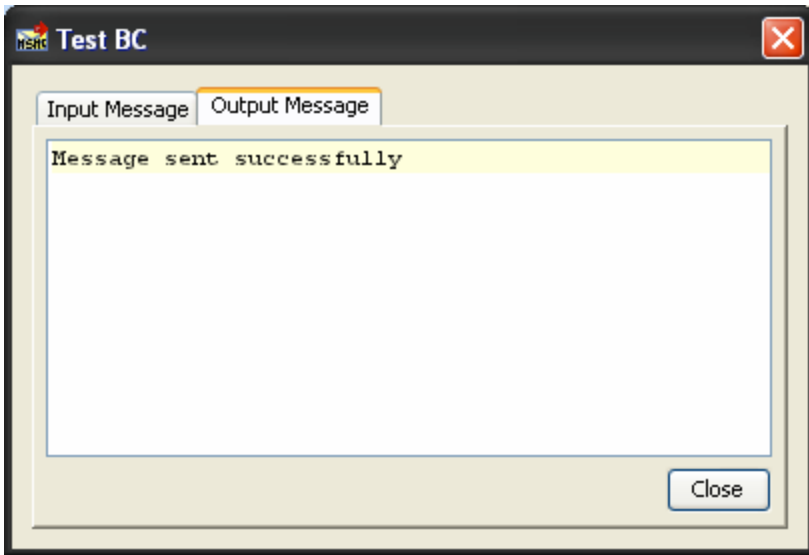 Test BC
Input Message
Output Message
Message sent successfully
Close